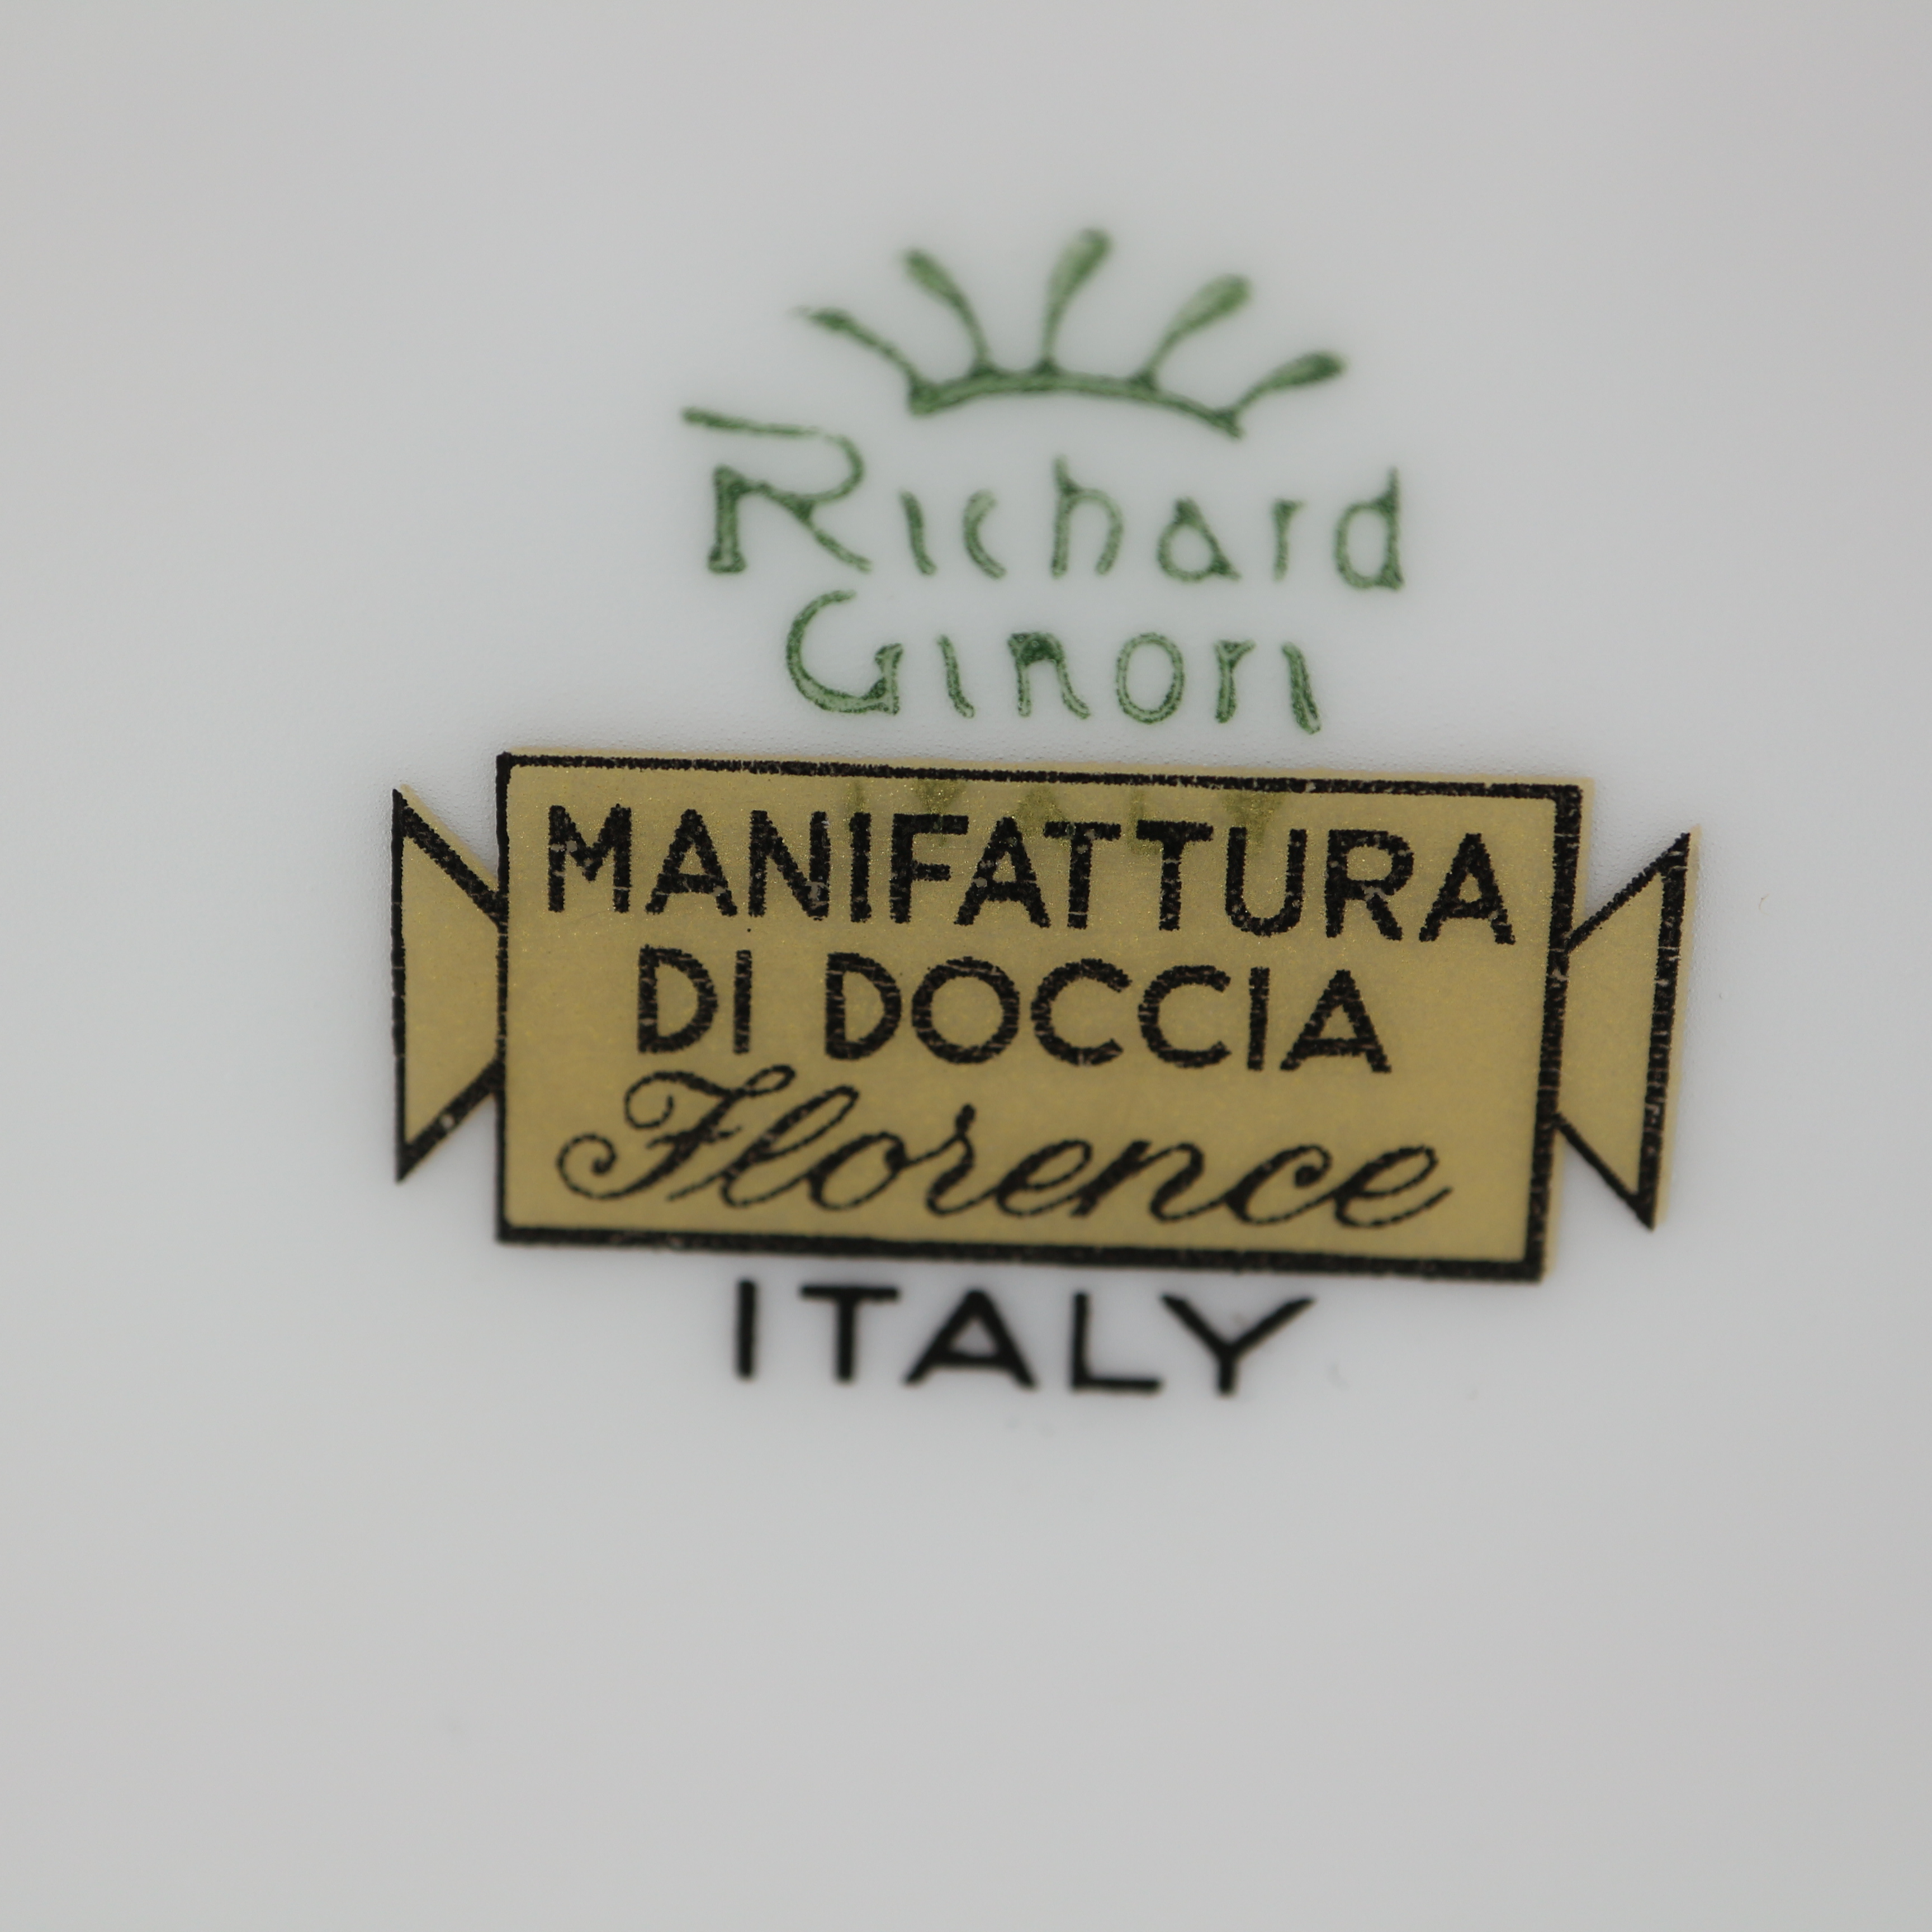 Richard
Ginori
MANIFATTURA
DI DOCCIA
Florence
ITALY